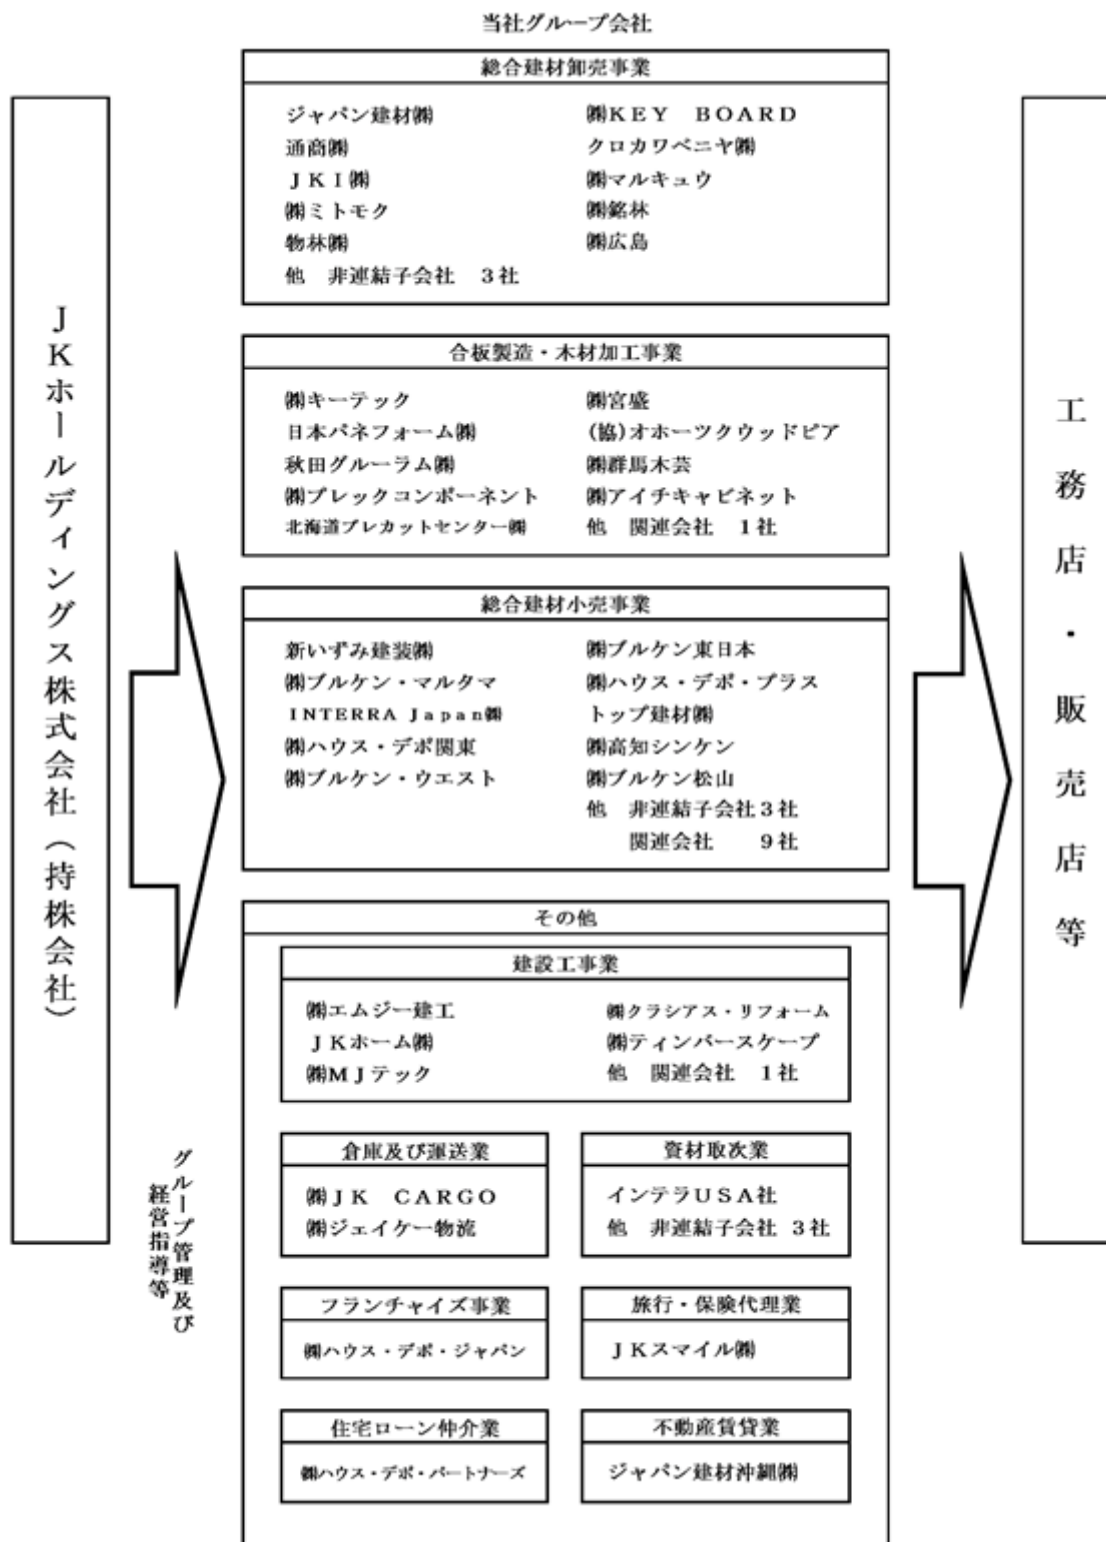 当社グループ会社
JKホールディングス株式会社（持株会社）
グループ管理及び
経営指導等
総合建材卸売事業
ジャパン建材㈱
通商㈱
ＪＫＩ㈱
㈱ミトモク
物林㈱
他　非連結子会社　３社
㈱ＫＥＹ　ＢＯＡＲＤ
クロカワベニヤ㈱
㈱マルキュウ
㈱銘林
㈱広島
合板製造・木材加工事業
㈱キーテック
日本パネフォーム㈱
秋田グルーラム㈱
㈱ブレックコンポーネント
北海道プレカットセンター㈱
㈱宮盛
(協)オホーツクウッドピア
㈱群馬木芸
㈱アイチキャビネット
他　関連会社　１社
総合建材小売事業
新いずみ建装㈱
㈱ブルケン・マルタマ
ＩＮＴＥＲＲＡ Ｊａｐａｎ㈱
㈱ハウス・デポ関東
㈱ブルケン・ウエスト
㈱ブルケン東日本
㈱ハウス・デポ・プラス
トップ建材㈱
㈱高知シンケン
㈱ブルケン松山
他　非連結子会社３社
関連会社　　９社
その他
建設工事業
㈱エムジー建工
ＪＫホーム㈱
㈱ＭＪテック
㈱クラシアス・リフォーム
㈱ティンバースケープ
他　関連会社　１社
倉庫及び運送業
㈱ＪＫ　ＣＡＲＧＯ
㈱ジェイケー物流
資材取次業
インテラＵＳＡ社
他　非連結子会社 ３社
フランチャイズ事業
㈱ハウス・デポ・ジャパン
旅行・保険代理業
ＪＫスマイル㈱
住宅ローン仲介業
㈱ハウス・デポ・パートナーズ
不動産賃貸業
ジャパン建材沖縄㈱
工務店・販売店等